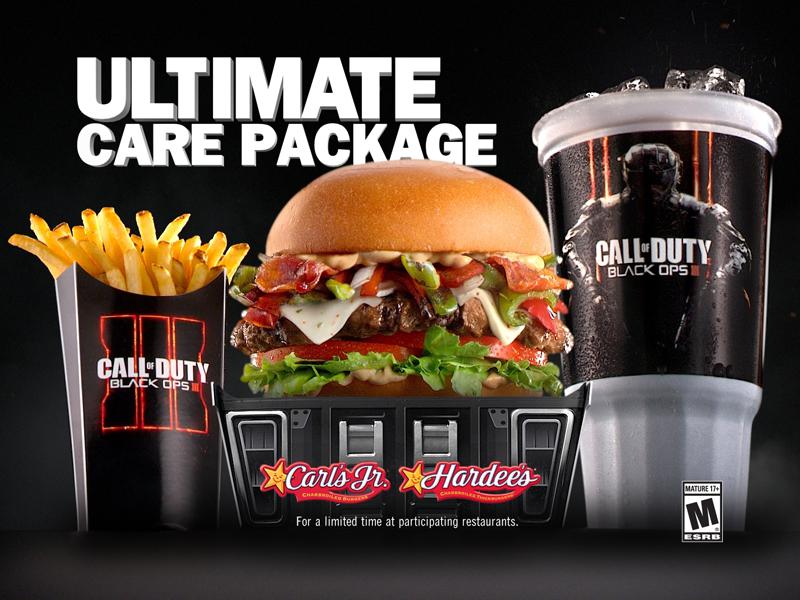 ULTIMATE
CARE PACKAGE
CALL OF DUTY
BLACK OPS III
CALL OF DUTY
BLACK OPS III
Carl's Jr.
CHARBROILED BURGERS
Hardee's
CHARBROILED THICKBURGERS
For a limited time at participating restaurants.
MATURE 17+
M
ESRB